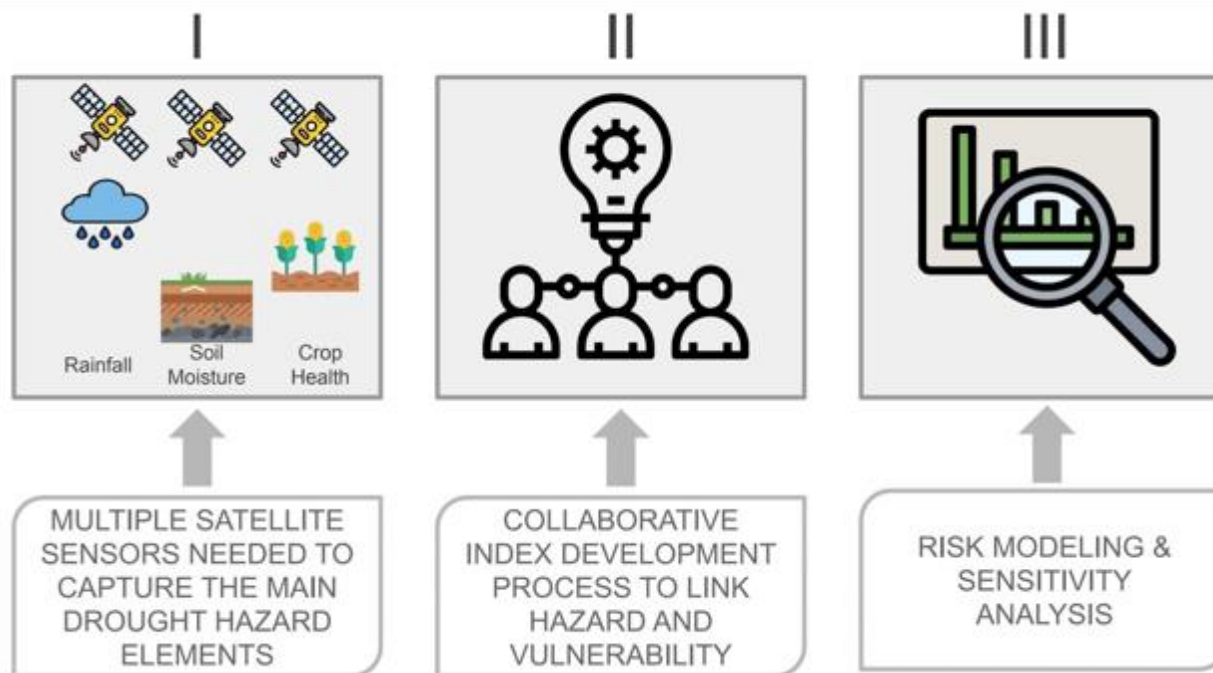 I
II
III
Rainfall
Soil
Moisture
Crop
Health
MULTIPLE SATELLITE
SENSORS NEEDED TO
CAPTURE THE MAIN
DROUGHT HAZARD
ELEMENTS
COLLABORATIVE
INDEX DEVELOPMENT
PROCESS TO LINK
HAZARD AND
VULNERABILITY
RISK MODELING &
SENSITIVITY
ANALYSIS